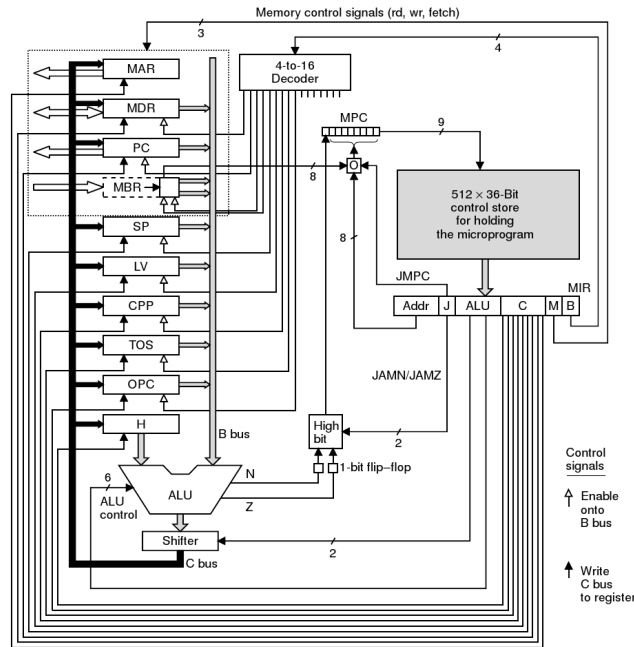 Memory control signals (rd, wr, fetch)
3
4
MAR
MDR
PC
MBR
SP
LV
CPP
TOS
OPC
H
4-to-16
Decoder
MPC
9
O
8
8
512 × 36-Bit
control store
for holding
the microprogram
JMPC
MIR
Addr J ALU C M B
JAMN/JAMZ
High
bit
2
1-bit flip–flop
B bus
N
Z
6
ALU
control
ALU
Shifter
C bus
2
Control
signals
Enable
onto
B bus
Write
C bus
to register